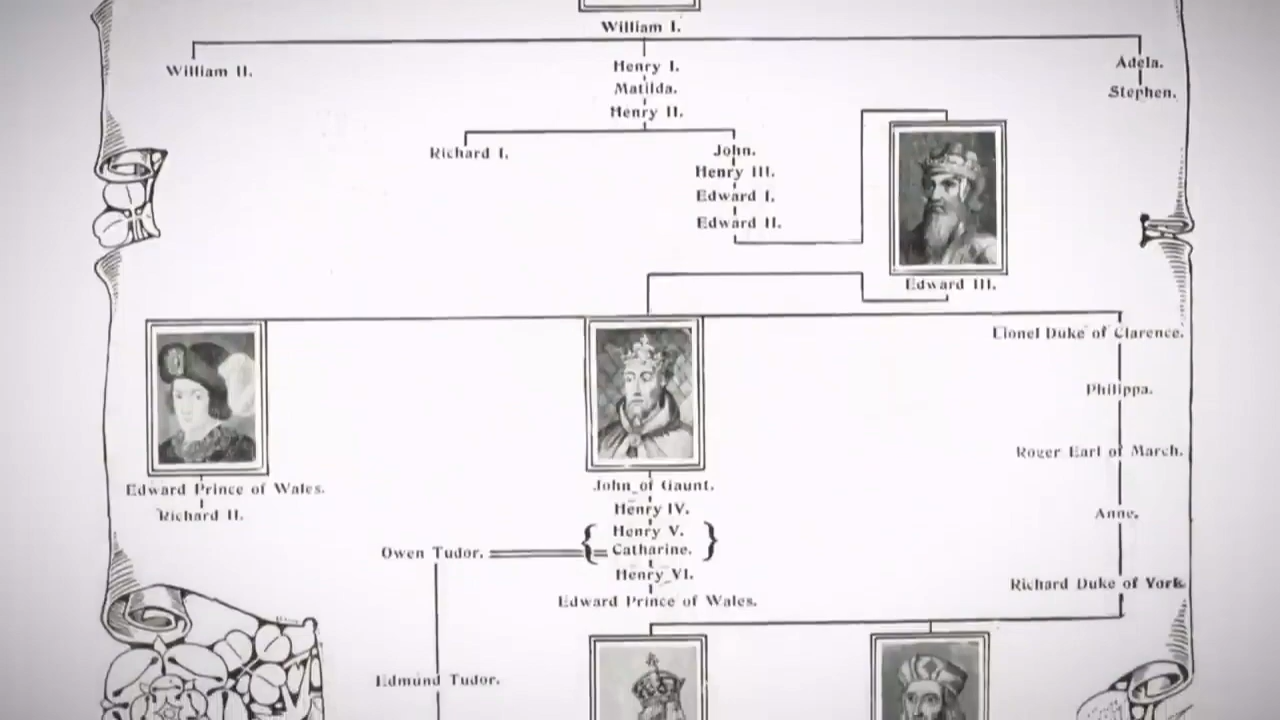 William I.
William II.
Henry I.
Adela.
Matilda.
Stephen.
Henry II.
Richard I.
John.
Henry III.
Edward I.
Edward II.
Edward III.
Lionel Duke of Clarence.
Philippa.
Roger Earl of March.
Edward Prince of Wales.
John of Gaunt.
Richard II.
Henry IV.
Anne.
Henry V.
Owen Tudor.
Catharine.
Henry VI.
Richard Duke of York.
Edward Prince of Wales.
Edmund Tudor.